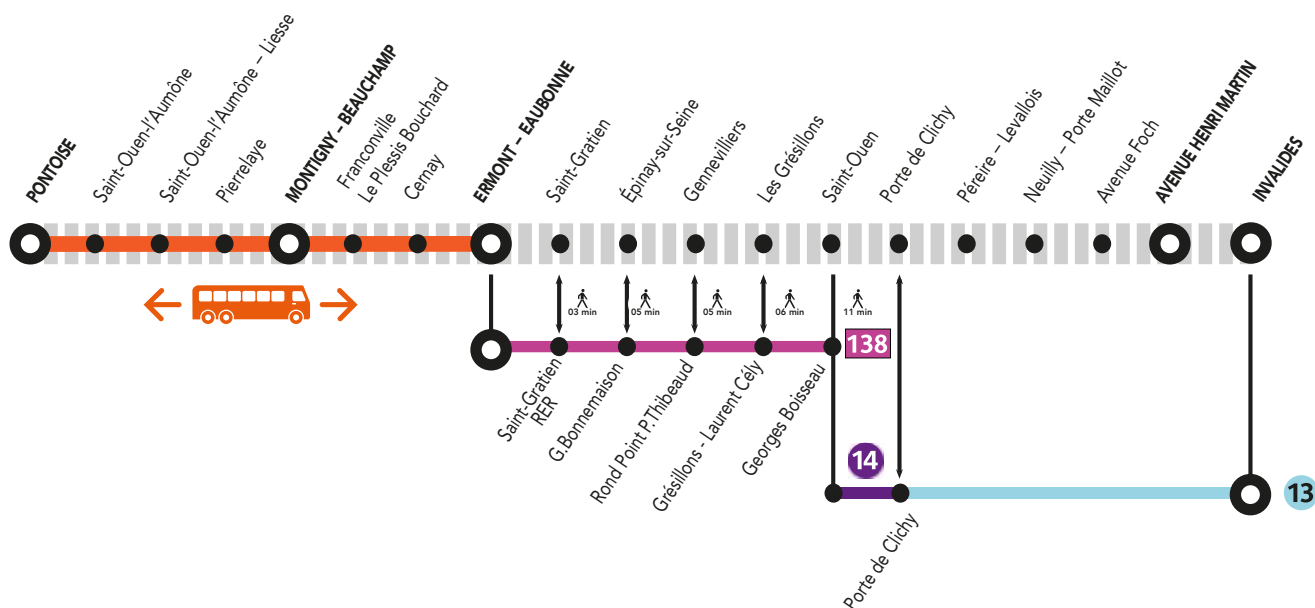 PONTOISE
Saint-Ouen-l'Aumône
Saint-Ouen-l'Aumône – Liesse
Pierrelaye
MONTIGNY – BEAUCHAMP
Franconville
Le Plessis Bouchard
Cernay
ERMONT – EAUBONNE
Saint-Gratien
Épinay-sur-Seine
Gennevilliers
Les Grésillons
Saint-Ouen
Porte de Clichy
Péreire – Levallois
Neuilly – Porte Maillot
Avenue Foch
AVENUE HENRI MARTIN
INVALIDES
03 min
05 min
05 min
06 min
11 min
138
Saint-Gratien
RER
G.Bonnemaison
Rond Point P.Thibeaud
Grésillons - Laurent Cély
Georges Boisseau
14
13
Porte de Clichy